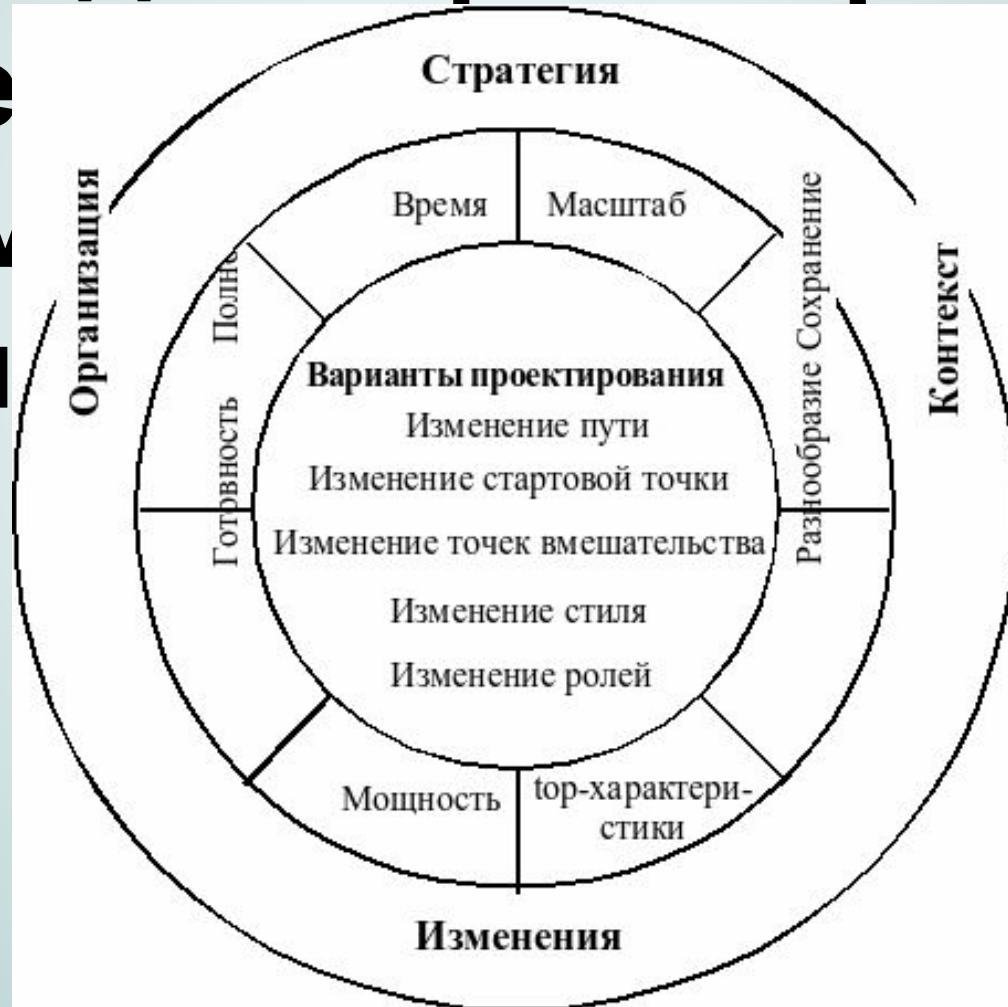 Стратегия
Организация
Контекст
Время
Масштаб
Полне
Сохранение
Готовность
Разнообразие
Варианты проектирования
Изменение пути
Изменение стартовой точки
Изменение точек вмешательства
Изменение стиля
Изменение ролей
Мощность
top-характери-
стики
Изменения